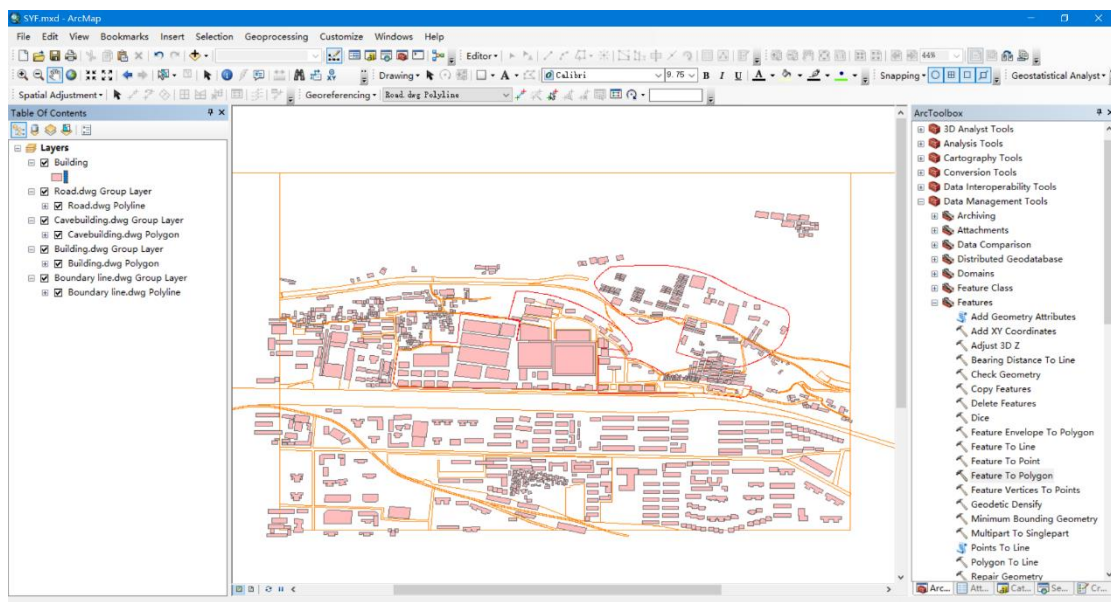 SYF.mxd - ArcMap
File Edit View Bookmarks Insert Selection Geoprocessing Customize Windows Help
Editor 44%
Drawing A Calibri 9.75 B I U A Snapping Geostatistical Analyst
Spatial Adjustment Georeferencing Road.dwg Polyline
Table Of Contents
Layers
Building
Road.dwg Group Layer
Road.dwg Polyline
Cavebuilding.dwg Group Layer
Cavebuilding.dwg Polygon
Building.dwg Group Layer
Building.dwg Polygon
Boundary line.dwg Group Layer
Boundary line.dwg Polyline
ArcToolbox
3D Analyst Tools
Analysis Tools
Cartography Tools
Conversion Tools
Data Interoperability Tools
Data Management Tools
Archiving
Attachments
Data Comparison
Distributed Geodatabase
Domains
Feature Class
Features
Add Geometry Attributes
Add XY Coordinates
Adjust 3D Z
Bearing Distance To Line
Check Geometry
Copy Features
Delete Features
Dice
Feature Envelope To Polygon
Feature To Line
Feature To Point
Feature To Polygon
Feature Vertices To Points
Geodetic Densify
Minimum Bounding Geometry
Multipart To Singlepart
Points To Line
Polygon To Line
Repair Geometry
Arc... Att... Cat... Se... Cr...